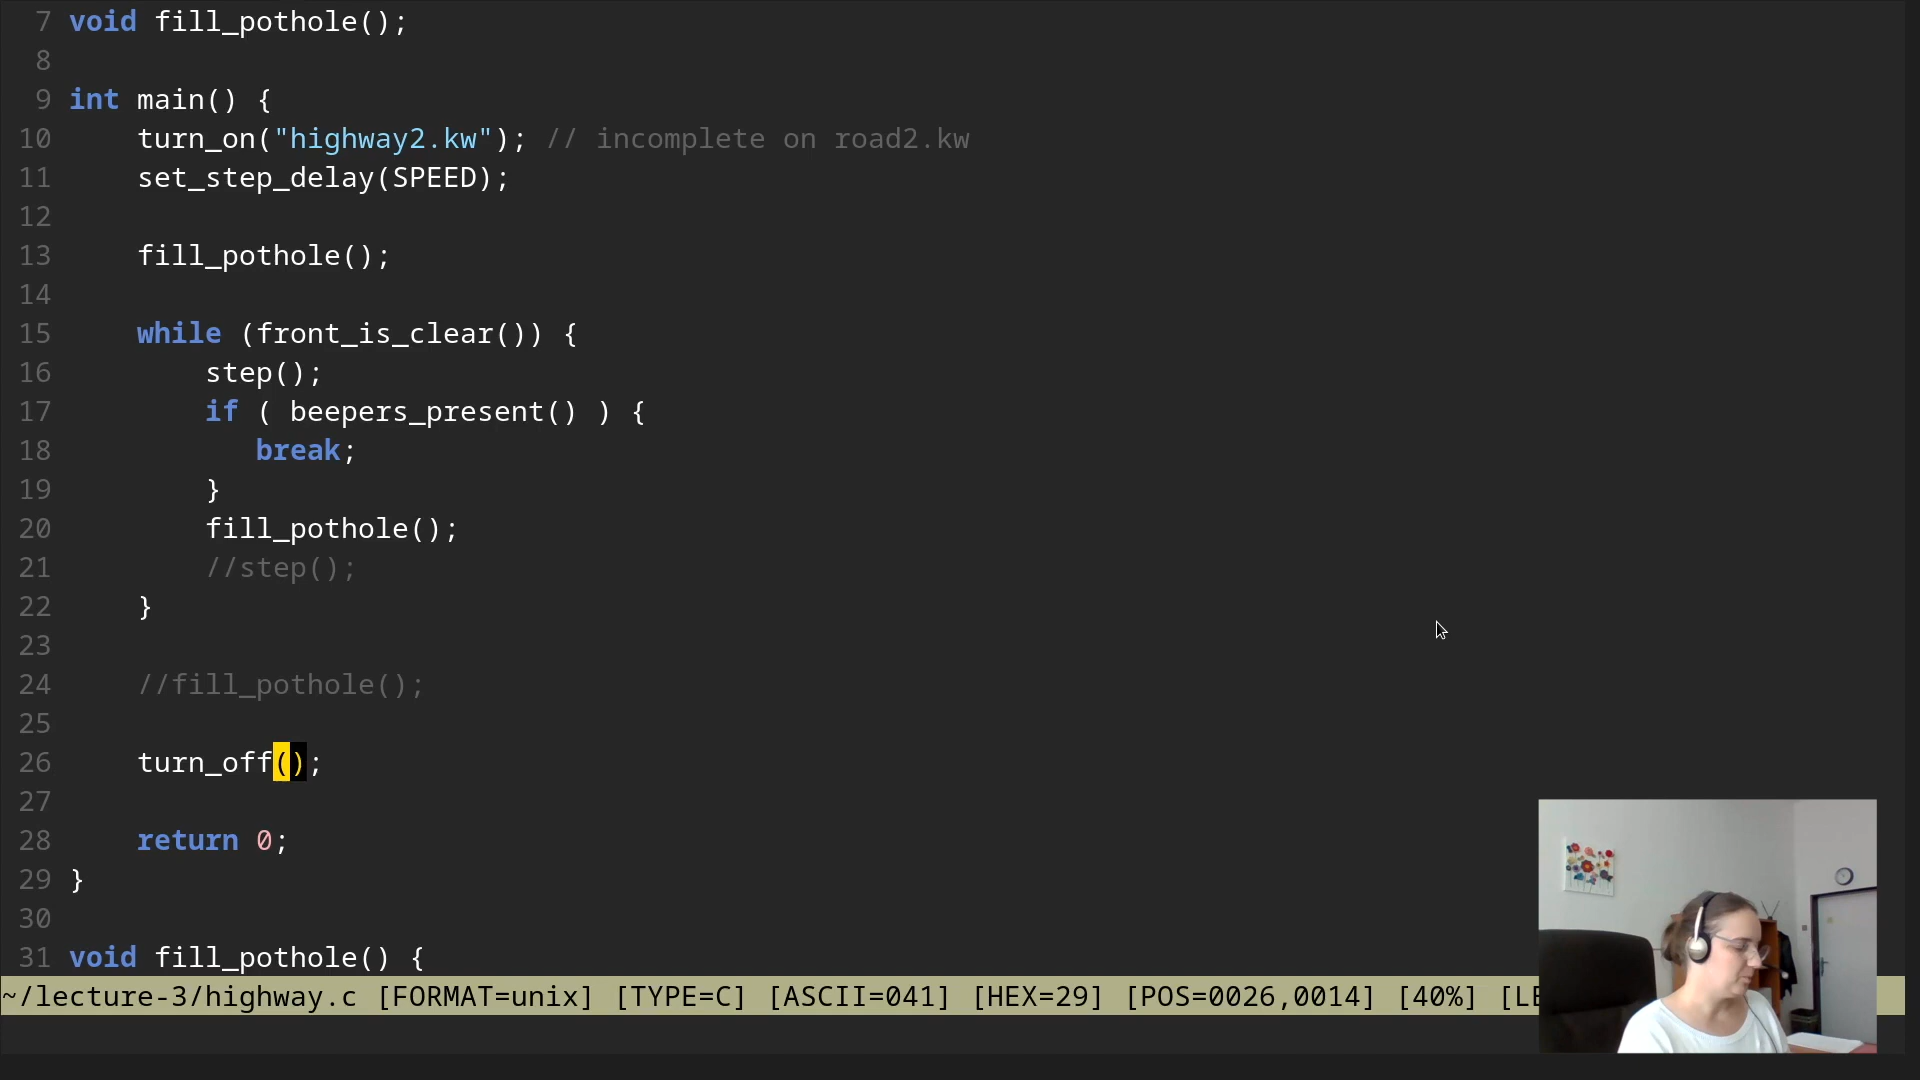 7 void fill_pothole();
8
9 int main() {
10 turn_on("highway2.kw"); // incomplete on road2.kw
11 set_step_delay(SPEED);
12
13 fill_pothole();
14
15 while (front_is_clear()) {
16 step();
17 if ( beepers_present() ) {
18 break;
19 }
20 fill_pothole();
21 //step();
22 }
23
24 //fill_pothole();
25
26 turn_off();
27
28 return 0;
29 }
30
31 void fill_pothole() {
~/lecture-3/highway.c [FORMAT=unix] [TYPE=C] [ASCII=041] [HEX=29] [POS=0026,0014] [40%]